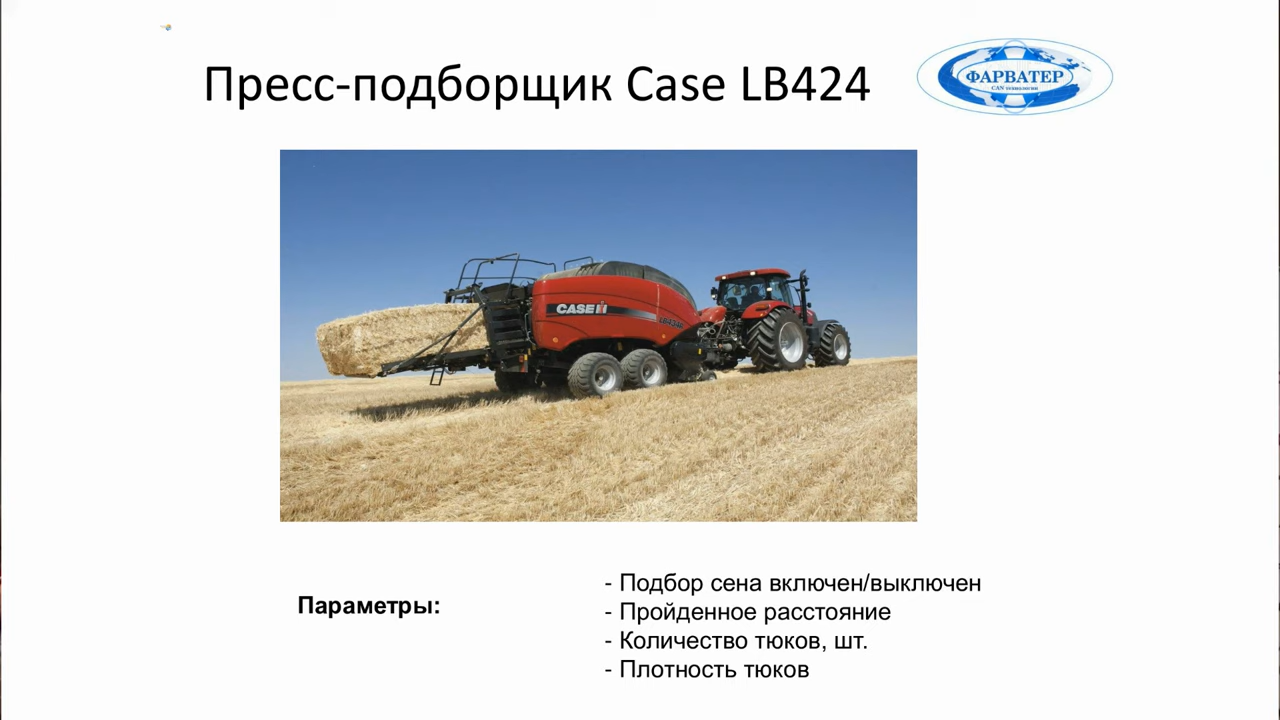 Пресс-подборщик Case LB424
ФАРВАТЕР
CAN технологии
CASE IH
Параметры:
- Подбор сена включен/выключен
- Пройденное расстояние
- Количество тюков, шт.
- Плотность тюков